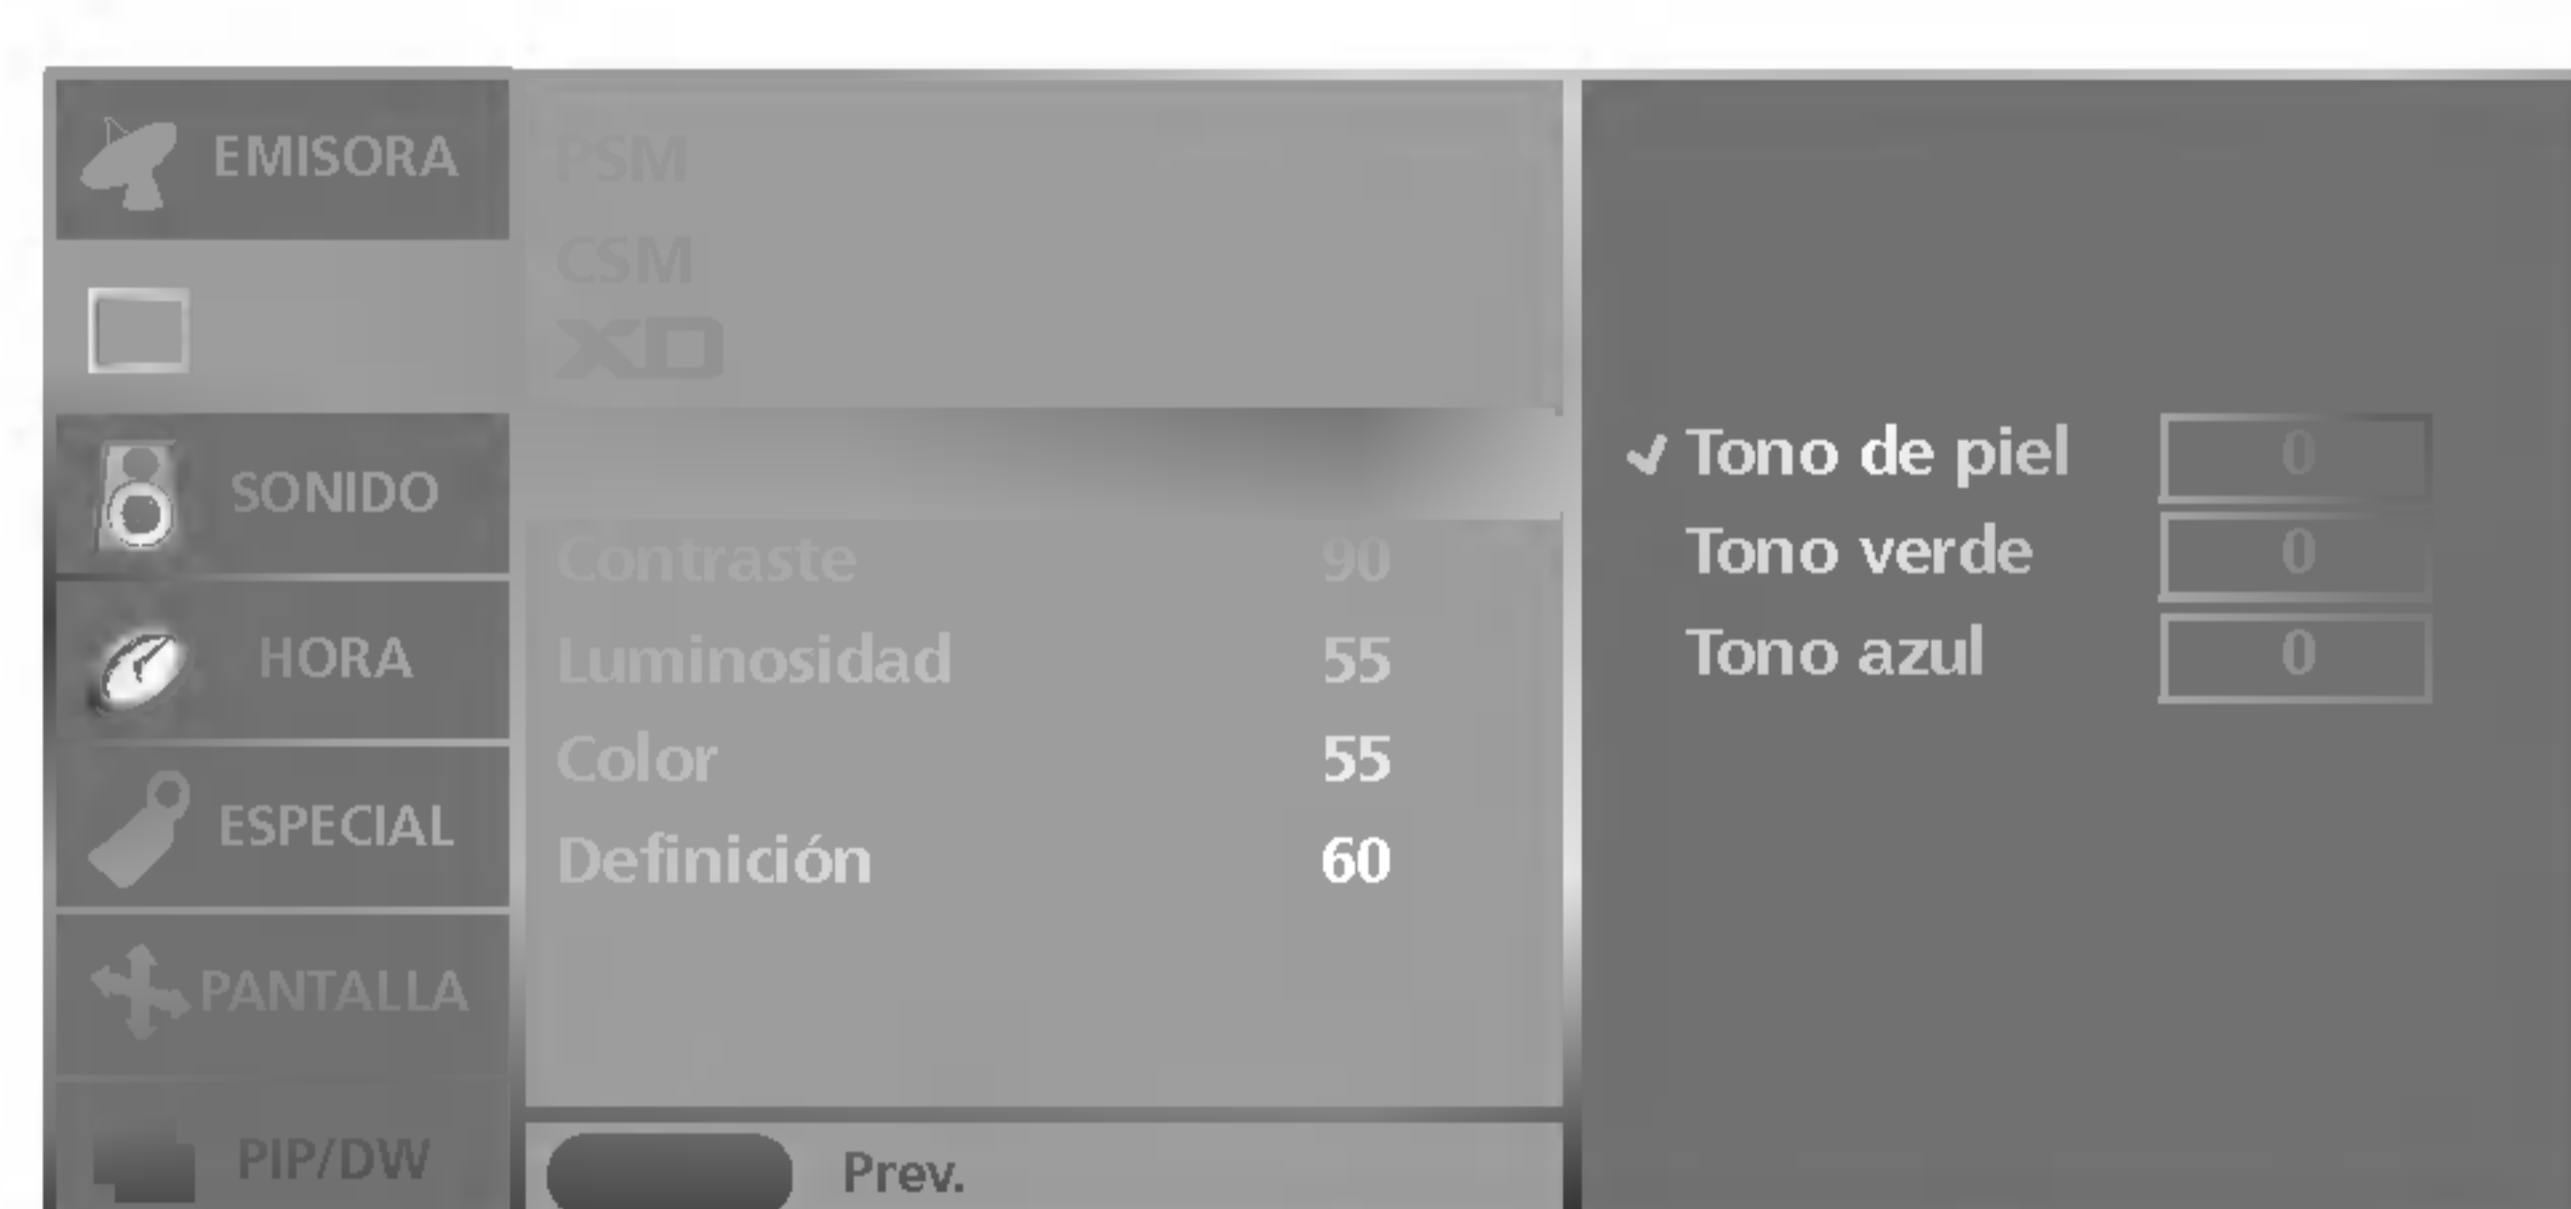 EMISORA
SONIDO
HORA
ESPECIAL
PANTALLA
PIP/DW
PSM
CSM
XD
Contraste 90
Luminosidad 55
Color 55
Definición 60
Prev.
Tono de piel 0
Tono verde 0
Tono azul 0